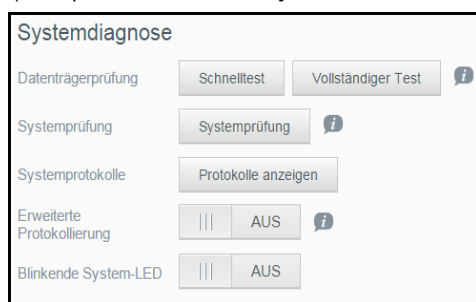 Systemdiagnose
Datenträgerprüfung Schnelltest Vollständiger Test
Systemprüfung Systemprüfung
Systemprotokolle Protokolle anzeigen
Erweiterte
Protokollierung AUS
Blinkende System-LED AUS